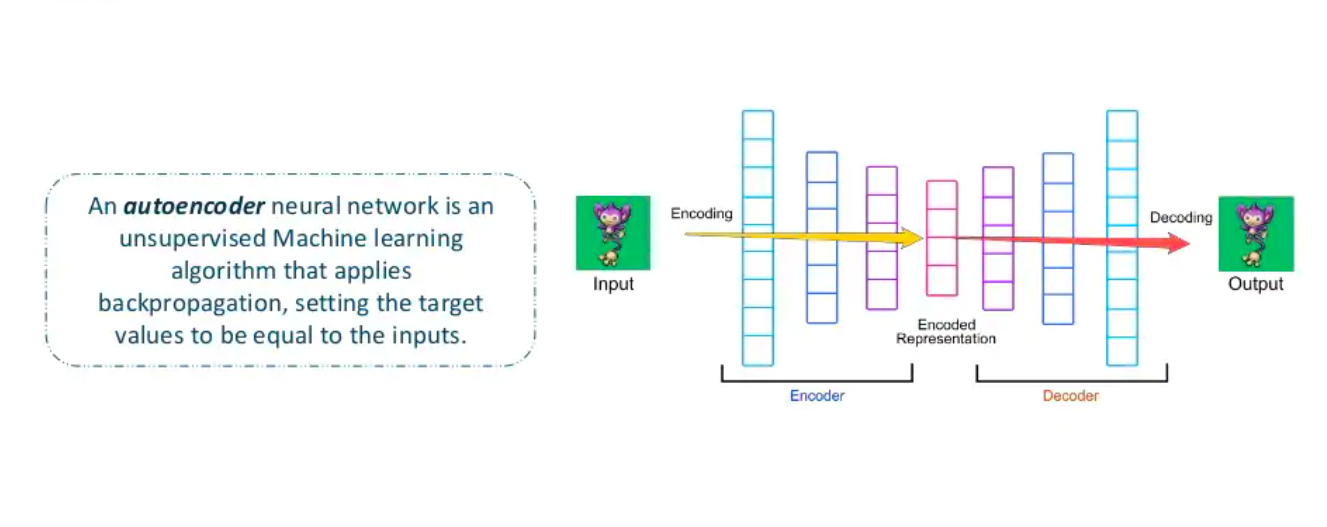 An autoencoder neural network is an
unsupervised Machine learning
algorithm that applies
backpropagation, setting the target
values to be equal to the inputs.
Input
Encoding
Encoded
Representation
Encoder
Decoder
Decoding
Output